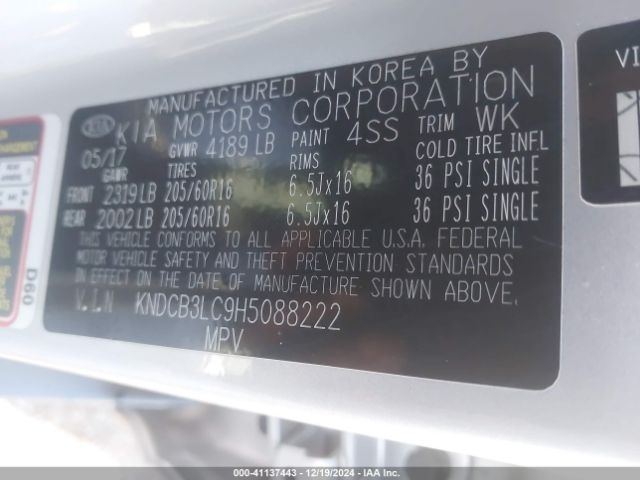 MANUFACTURED IN KOREA BY
KIA KIA MOTORS CORPORATION
05/17 GVWR 4189 LB PAINT 4SS TRIM WK
GAWR TIRES RIMS COLD TIRE INFL
FRONT 2319 LB 205/60R16 6.5Jx16 36 PSI SINGLE
REAR 2002 LB 205/60R16 6.5Jx16 36 PSI SINGLE
THIS VEHICLE CONFORMS TO ALL APPLICABLE U.S.A. FEDERAL
MOTOR VEHICLE SAFETY AND THEFT PREVENTION STANDARDS
IN EFFECT ON THE DATE OF MANUFACTURE SHOWN ABOVE.
V.I.N KNDCB3LC9H5088222
MPV
D60
VI
000-41137443 • 12/19/2024 • IAA Inc.